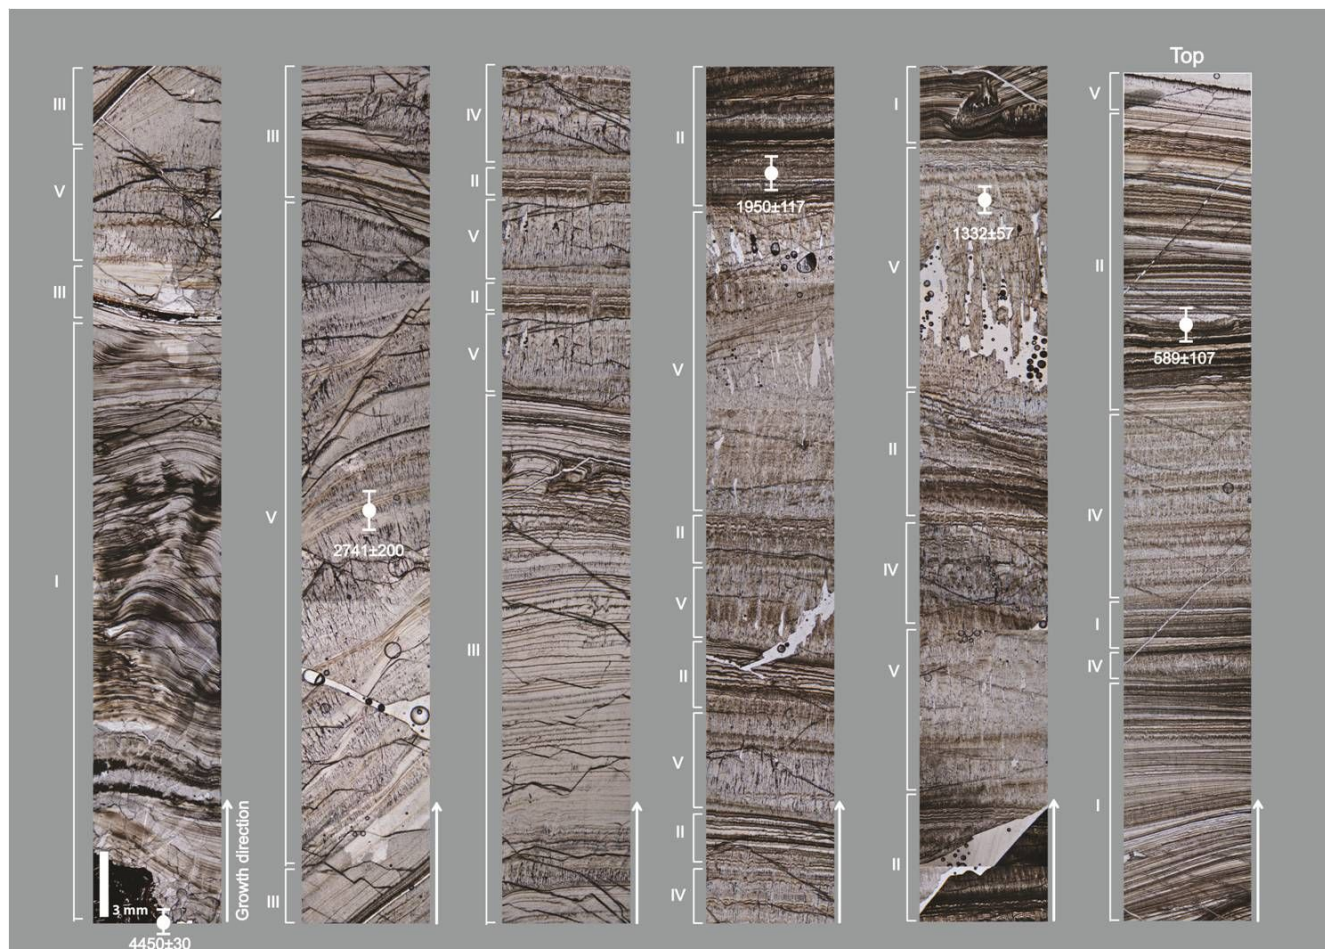 Top
III
V
III
I
3 mm
Growth direction
4450±30
III
V
2741±200
III
IV
II
V
II
V
III
II
1950±117
V
II
V
II
V
II
IV
I
1332±57
V
II
IV
V
II
V
II
589±107
IV
I
IV
I